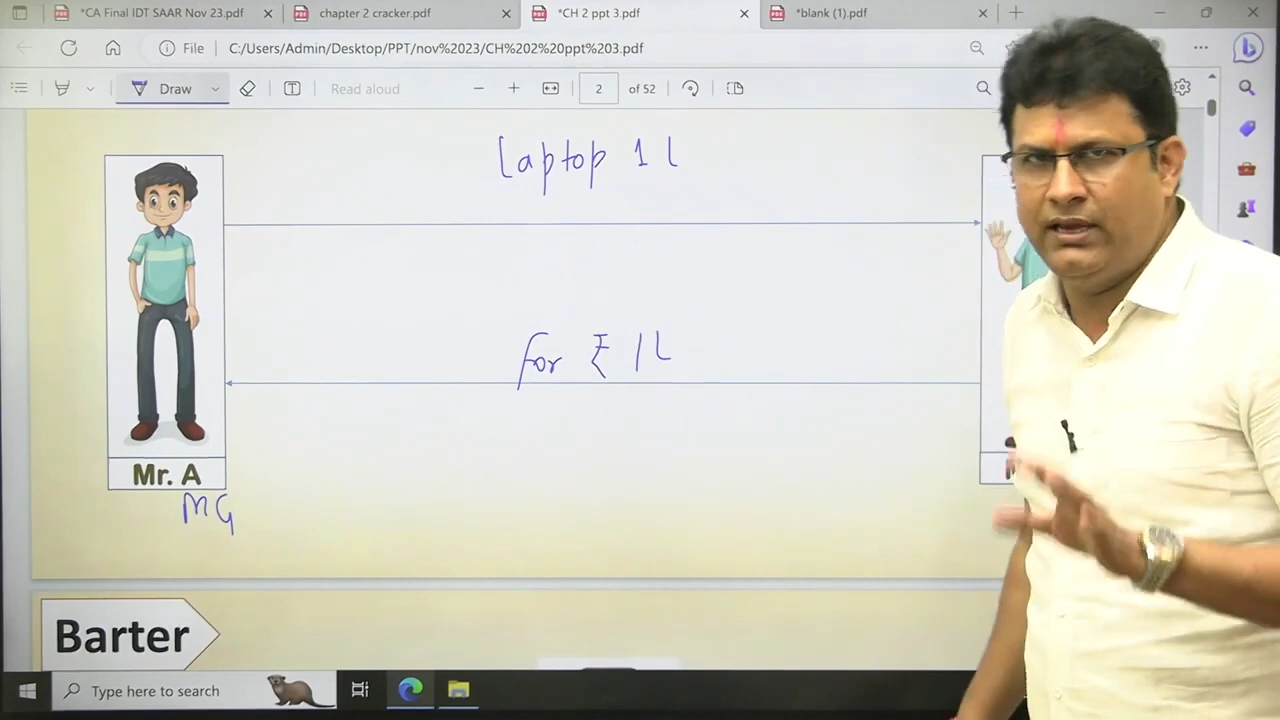 *CA Final IDT SAAR Nov 23.pdf
chapter 2 cracker.pdf
*CH 2 ppt 3.pdf
*blank (1).pdf
File
C:/Users/Admin/Desktop/PPT/nov%2023/CH%202%20ppt%203.pdf
Draw
Read aloud
2 of 52
Laptop 1 L
for ₹ 1L
Mr. A
MG
Barter
Type here to search